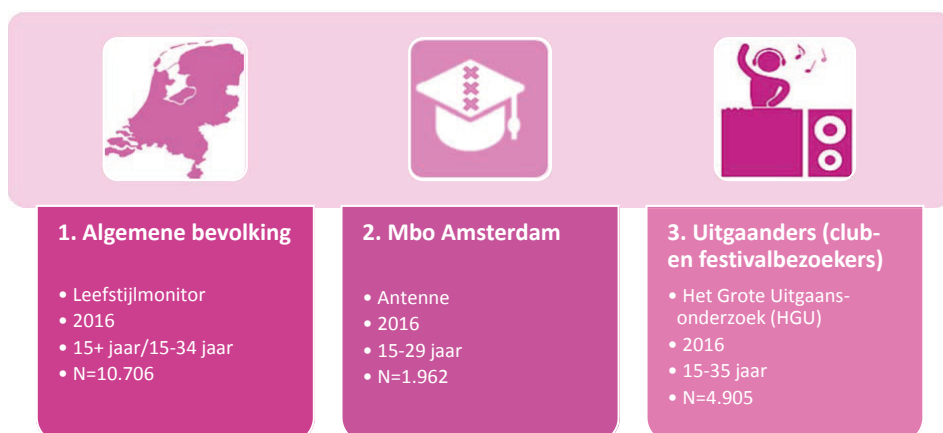 1. Algemene bevolking
• Leefstijlmonitor
• 2016
• 15+ jaar/15-34 jaar
• N=10.706
2. Mbo Amsterdam
• Antenne
• 2016
• 15-29 jaar
• N=1.962
3. Uitgaanders (club-
en festivalbezoekers)
• Het Grote Uitgaans-
onderzoek (HGU)
• 2016
• 15-35 jaar
• N=4.905